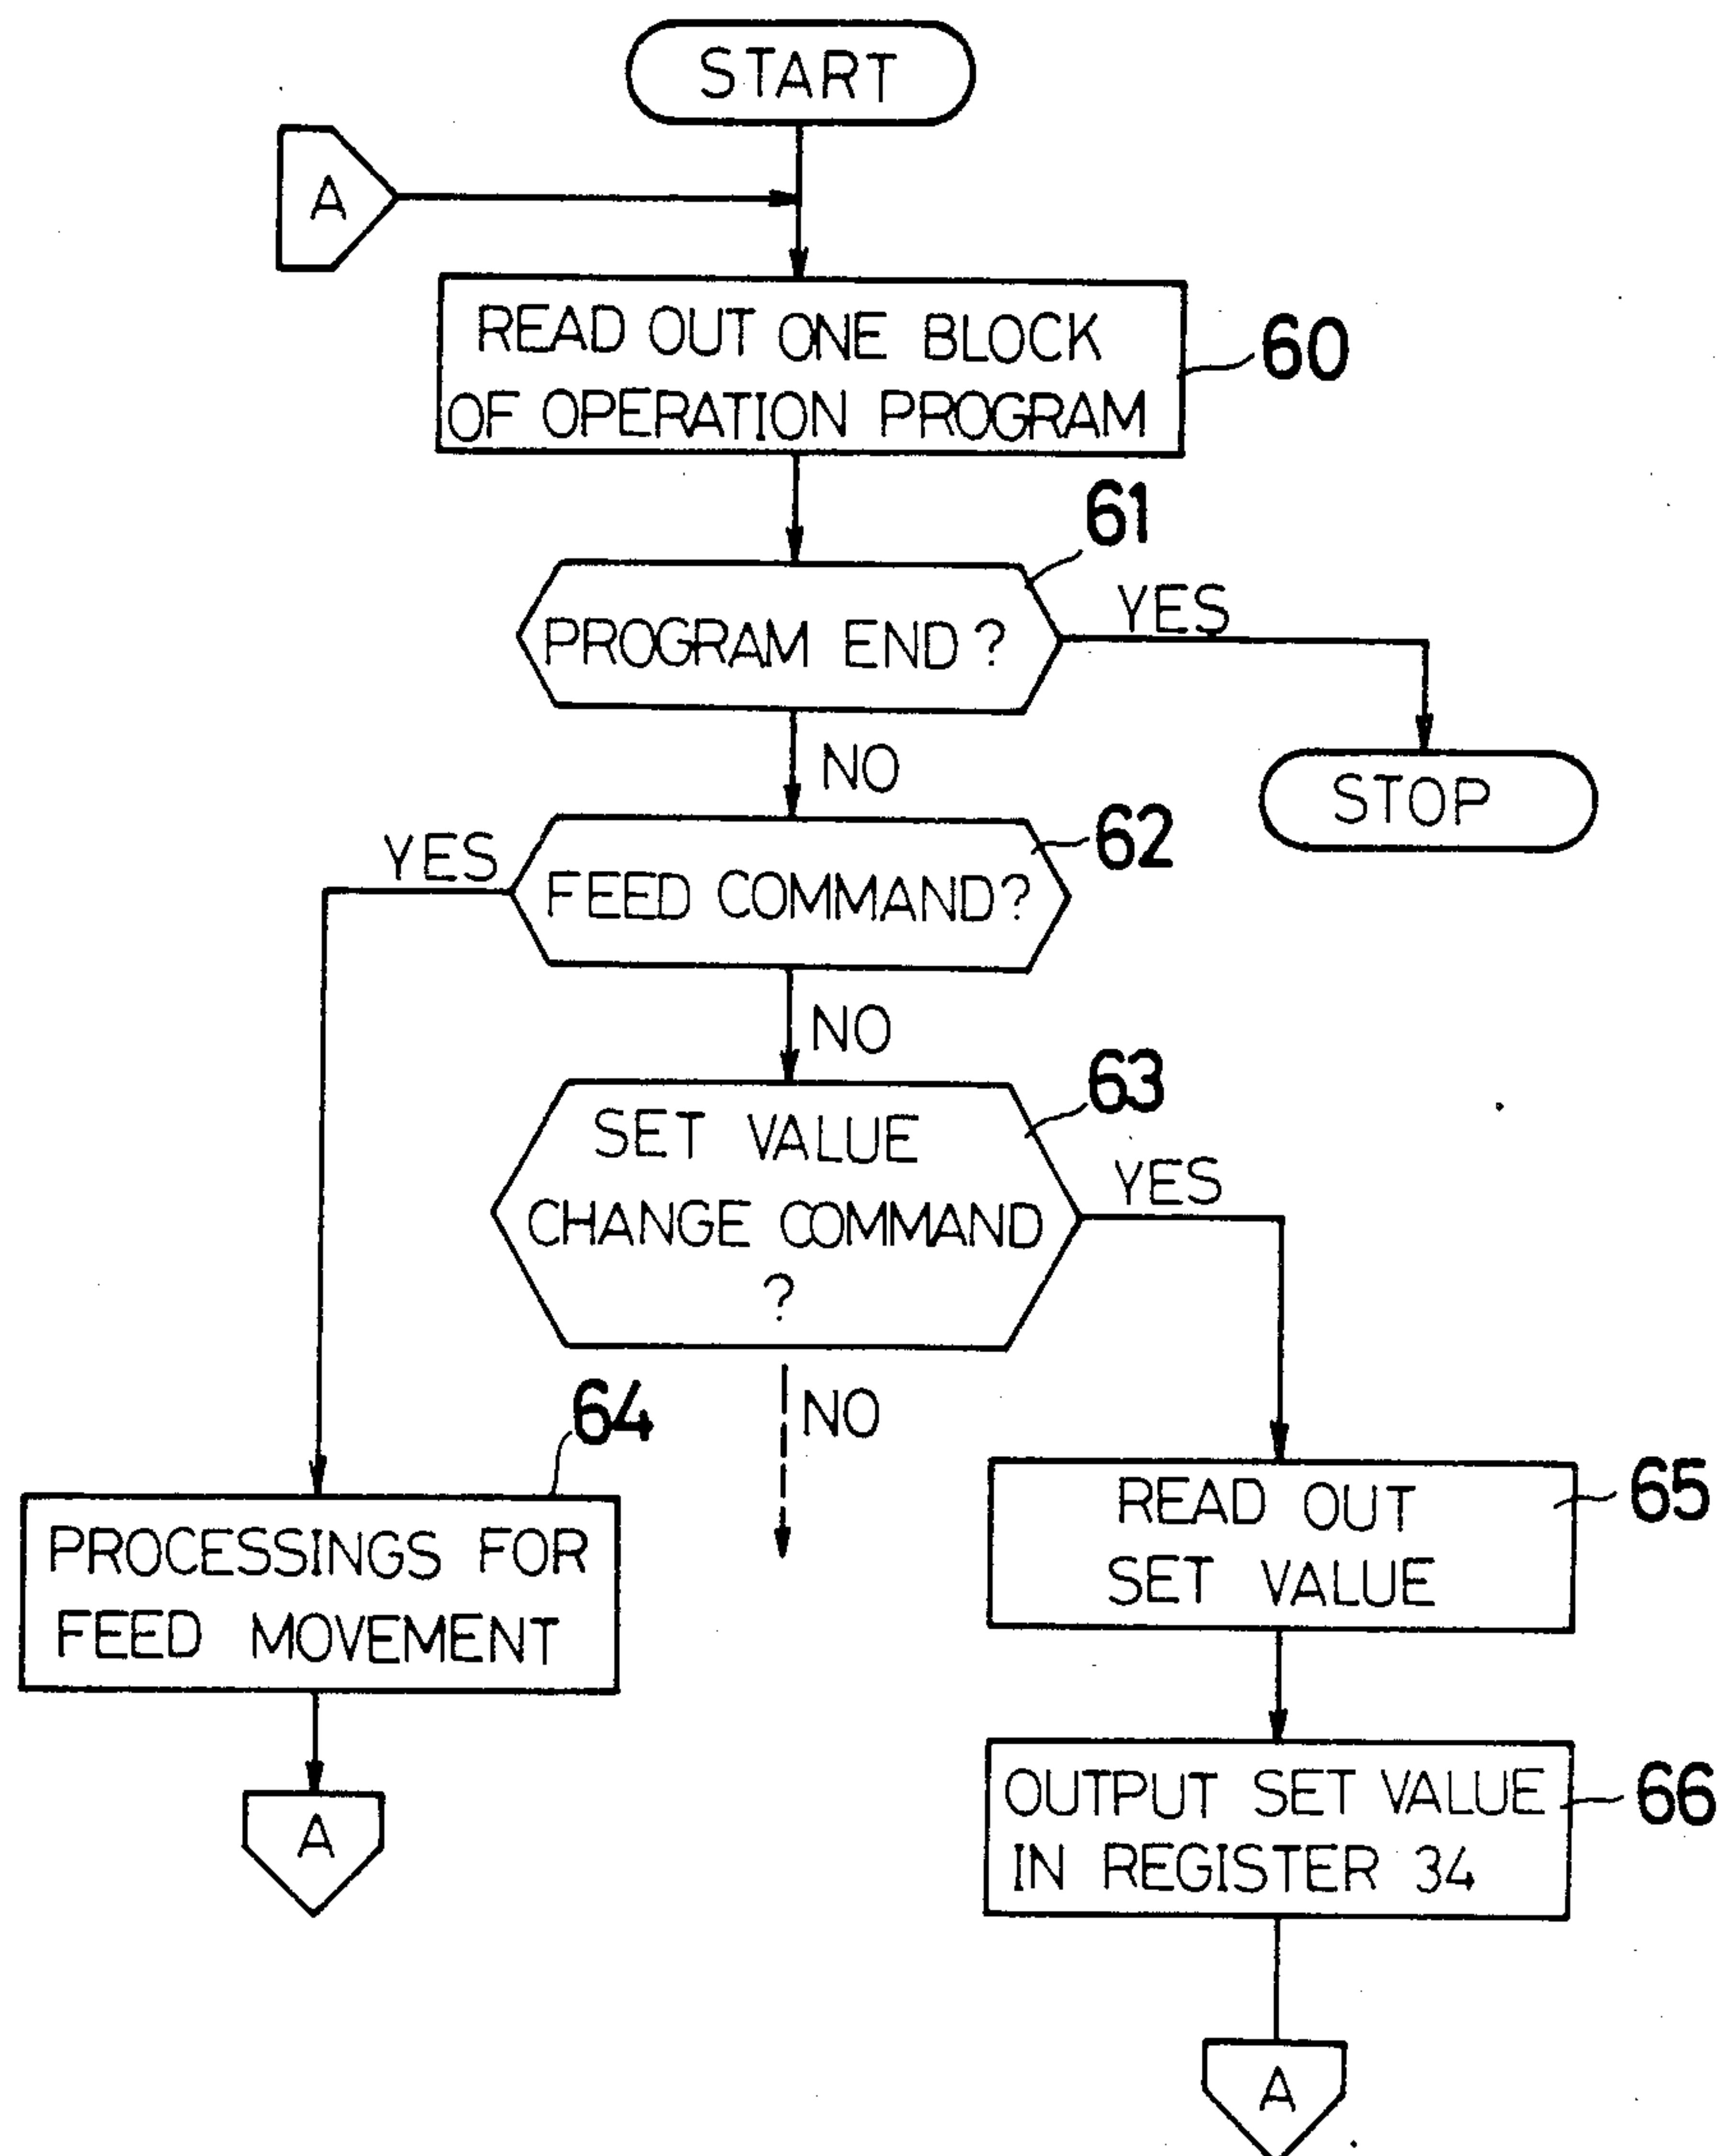 START
A
READ OUT ONE BLOCK
OF OPERATION PROGRAM
60
61
PROGRAM END?
YES
NO
STOP
62
YES
FEED COMMAND?
NO
63
SET VALUE
CHANGE COMMAND
?
YES
NO
64
PROCESSINGS FOR
FEED MOVEMENT
A
65
READ OUT
SET VALUE
66
OUTPUT SET VALUE
IN REGISTER 34
A